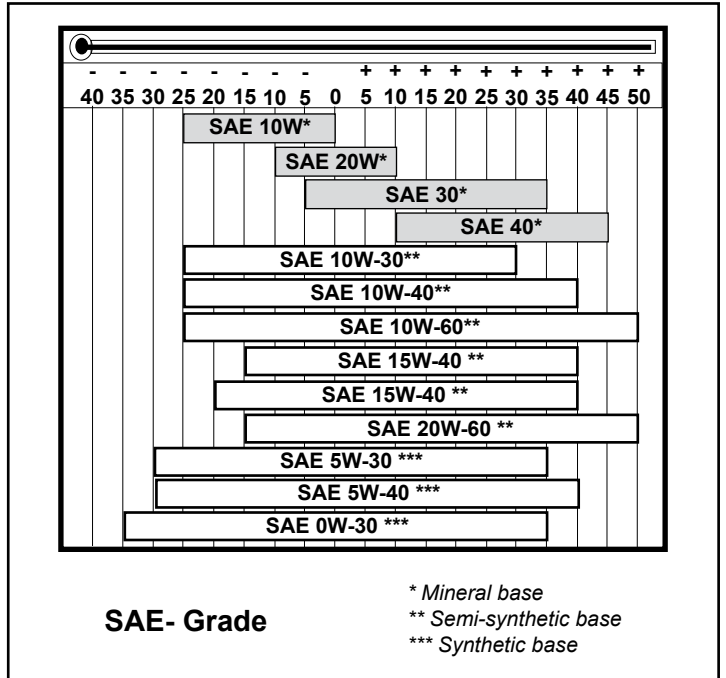 - - - - - - - - + + + + + + + + + +
40 35 30 25 20 15 10 5 0 5 10 15 20 25 30 35 40 45 50
SAE 10W*
SAE 20W*
SAE 30*
SAE 40*
SAE 10W-30**
SAE 10W-40**
SAE 10W-60**
SAE 15W-40 **
SAE 15W-40 **
SAE 20W-60 **
SAE 5W-30 ***
SAE 5W-40 ***
SAE 0W-30 ***
SAE- Grade
* Mineral base
** Semi-synthetic base
*** Synthetic base